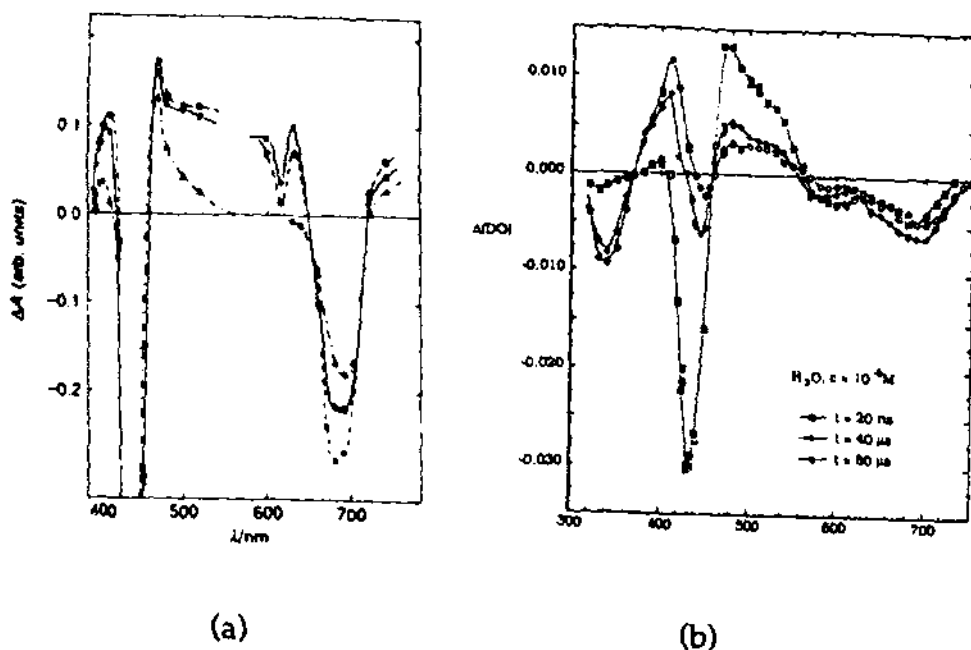 ΔA (arb. units)
0.1
0.0
-0.1
-0.2
400
500
600
700
λ/nm
(a)
Δ[DO]
0.010
0.000
-0.010
-0.020
-0.030
H₂O, c = 10⁻⁴M
t = 20 ns
t = 40 μs
t = 80 μs
300
400
500
600
700
(b)